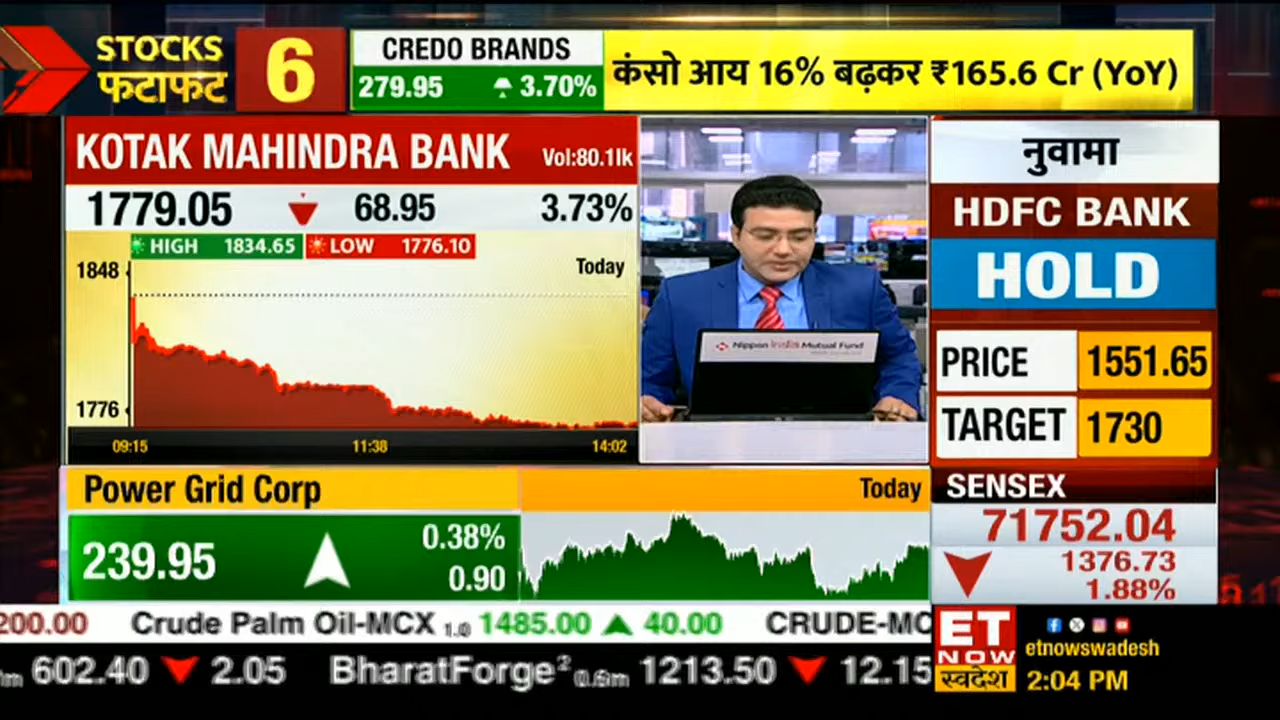 STOCKS
फटाफट
6
CREDO BRANDS
279.95 3.70%
कंसो आय 16% बढ़कर ₹165.6 Cr (YoY)
KOTAK MAHINDRA BANK Vol:80.1lk
1779.05 68.95 3.73%
HIGH 1834.65 LOW 1776.10
Today
1848
1776
09:15 11:38 14:02
Nippon India Mutual Fund
नुवामा
HDFC BANK
HOLD
PRICE 1551.65
TARGET 1730
Power Grid Corp Today
239.95
0.38%
0.90
SENSEX
71752.04
1376.73
1.88%
200.00 Crude Palm Oil-MCX 1.0 1485.00 40.00 CRUDE-MC
602.40 2.05 BharatForge² 0.6m 1213.50 12.15
ET
NOW
स्वदेश
etnowswadesh
2:04 PM